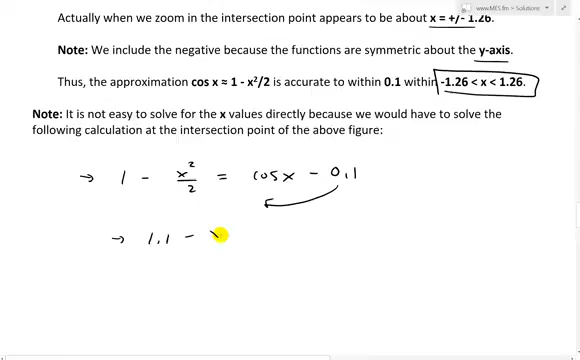 www.MES.fm
Actually when we zoom in the intersection point appears to be about x = +/- 1.26.
Note: We include the negative because the functions are symmetric about the y-axis.
Thus, the approximation cos x ≈ 1 - x²/2 is accurate to within 0.1 within -1.26 < x < 1.26.
Note: It is not easy to solve for the x values directly because we would have to solve the
following calculation at the intersection point of the above figure:
→ 1 - x²/2 = cosx - 0.1
→ 1.1 -